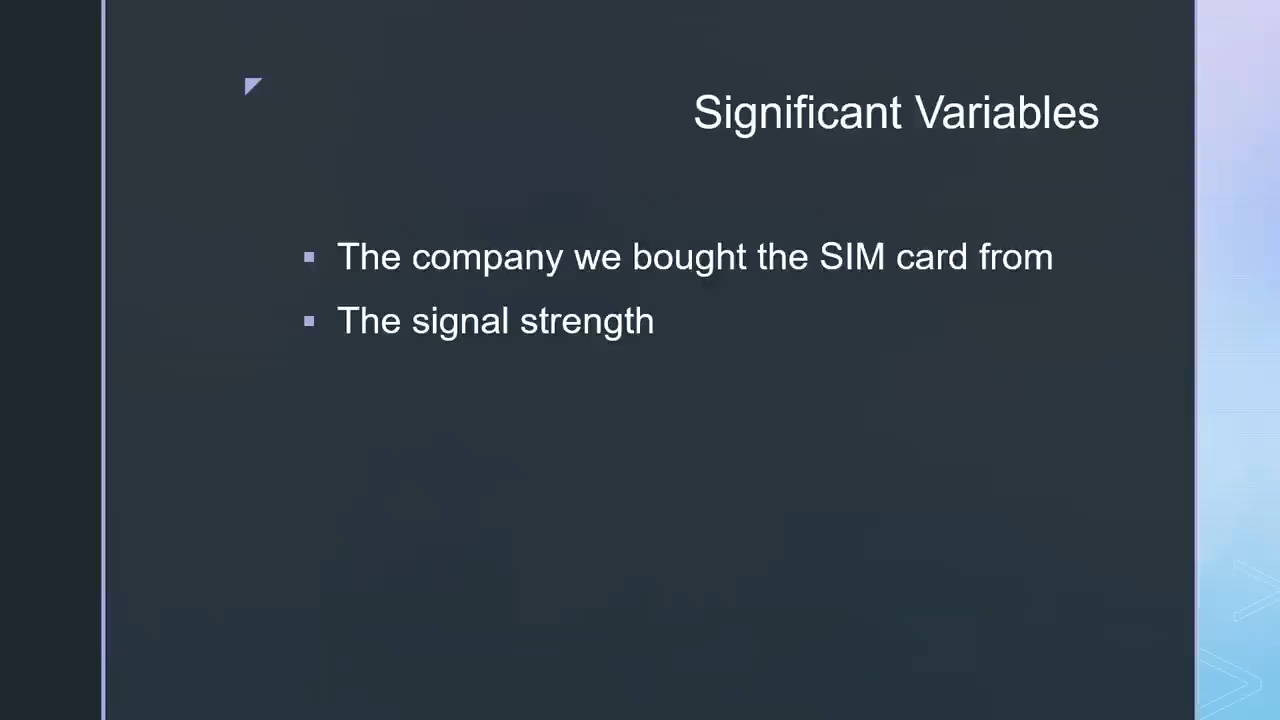 Significant Variables
The company we bought the SIM card from
The signal strength